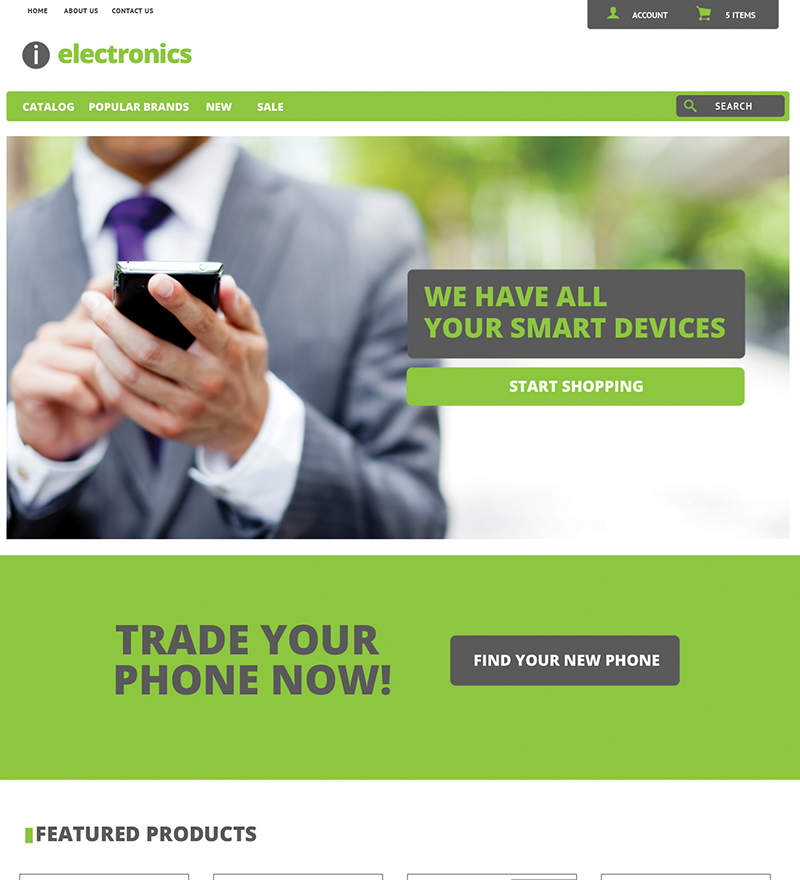 HOME ABOUT US CONTACT US
ACCOUNT 5 ITEMS
i electronics
CATALOG POPULAR BRANDS NEW SALE SEARCH
WE HAVE ALL
YOUR SMART DEVICES
START SHOPPING
TRADE YOUR
PHONE NOW!
FIND YOUR NEW PHONE
FEATURED PRODUCTS